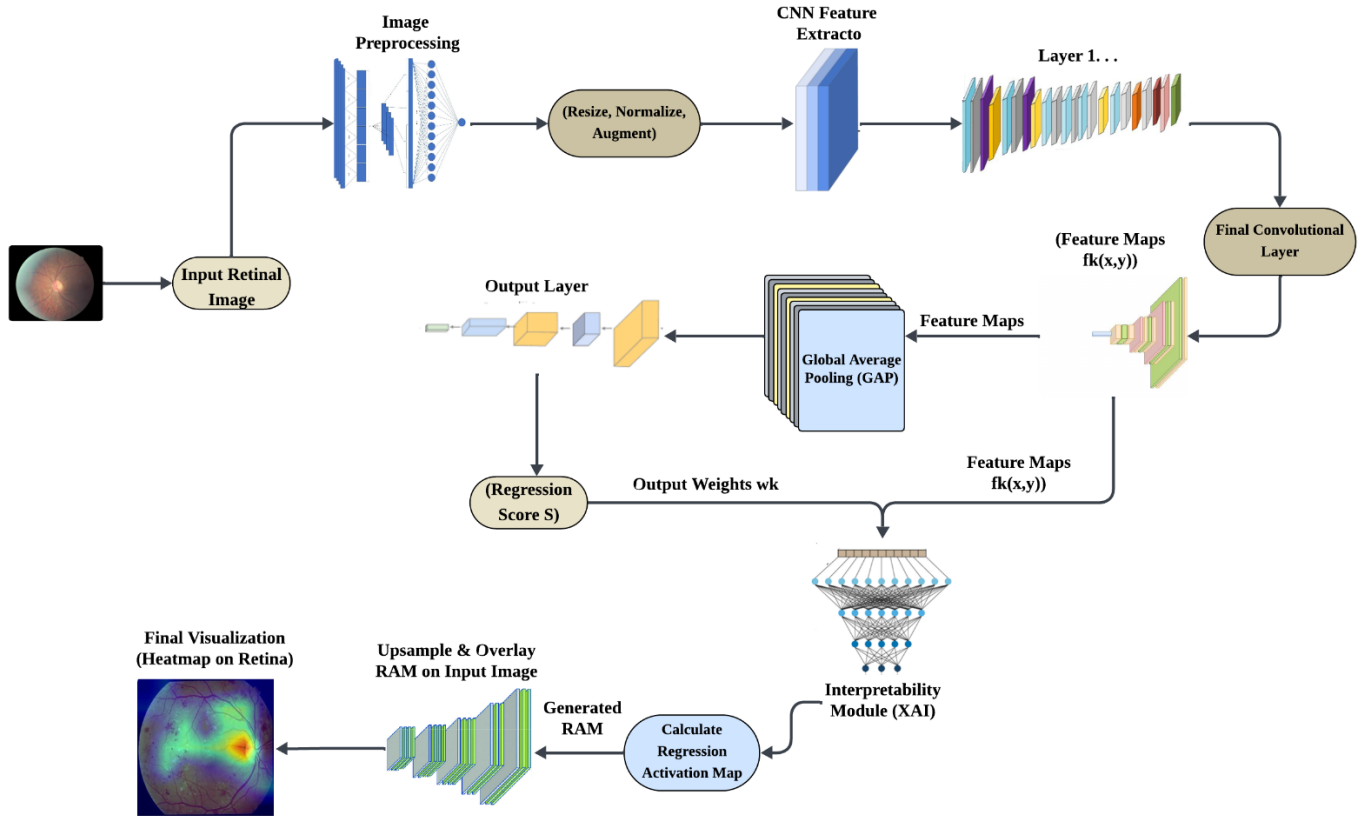 Image
Preprocessing
(Resize, Normalize,
Augment)
CNN Feature
Extracto
Layer 1. . .
Input Retinal
Image
Final Convolutional
Layer
(Feature Maps
fk(x,y))
Feature Maps
Global Average
Pooling (GAP)
Output Layer
(Regression
Score S)
Output Weights wk
Feature Maps
fk(x,y))
Interpretability
Module (XAI)
Calculate
Regression
Activation Map
Generated
RAM
Upsample & Overlay
RAM on Input Image
Final Visualization
(Heatmap on Retina)